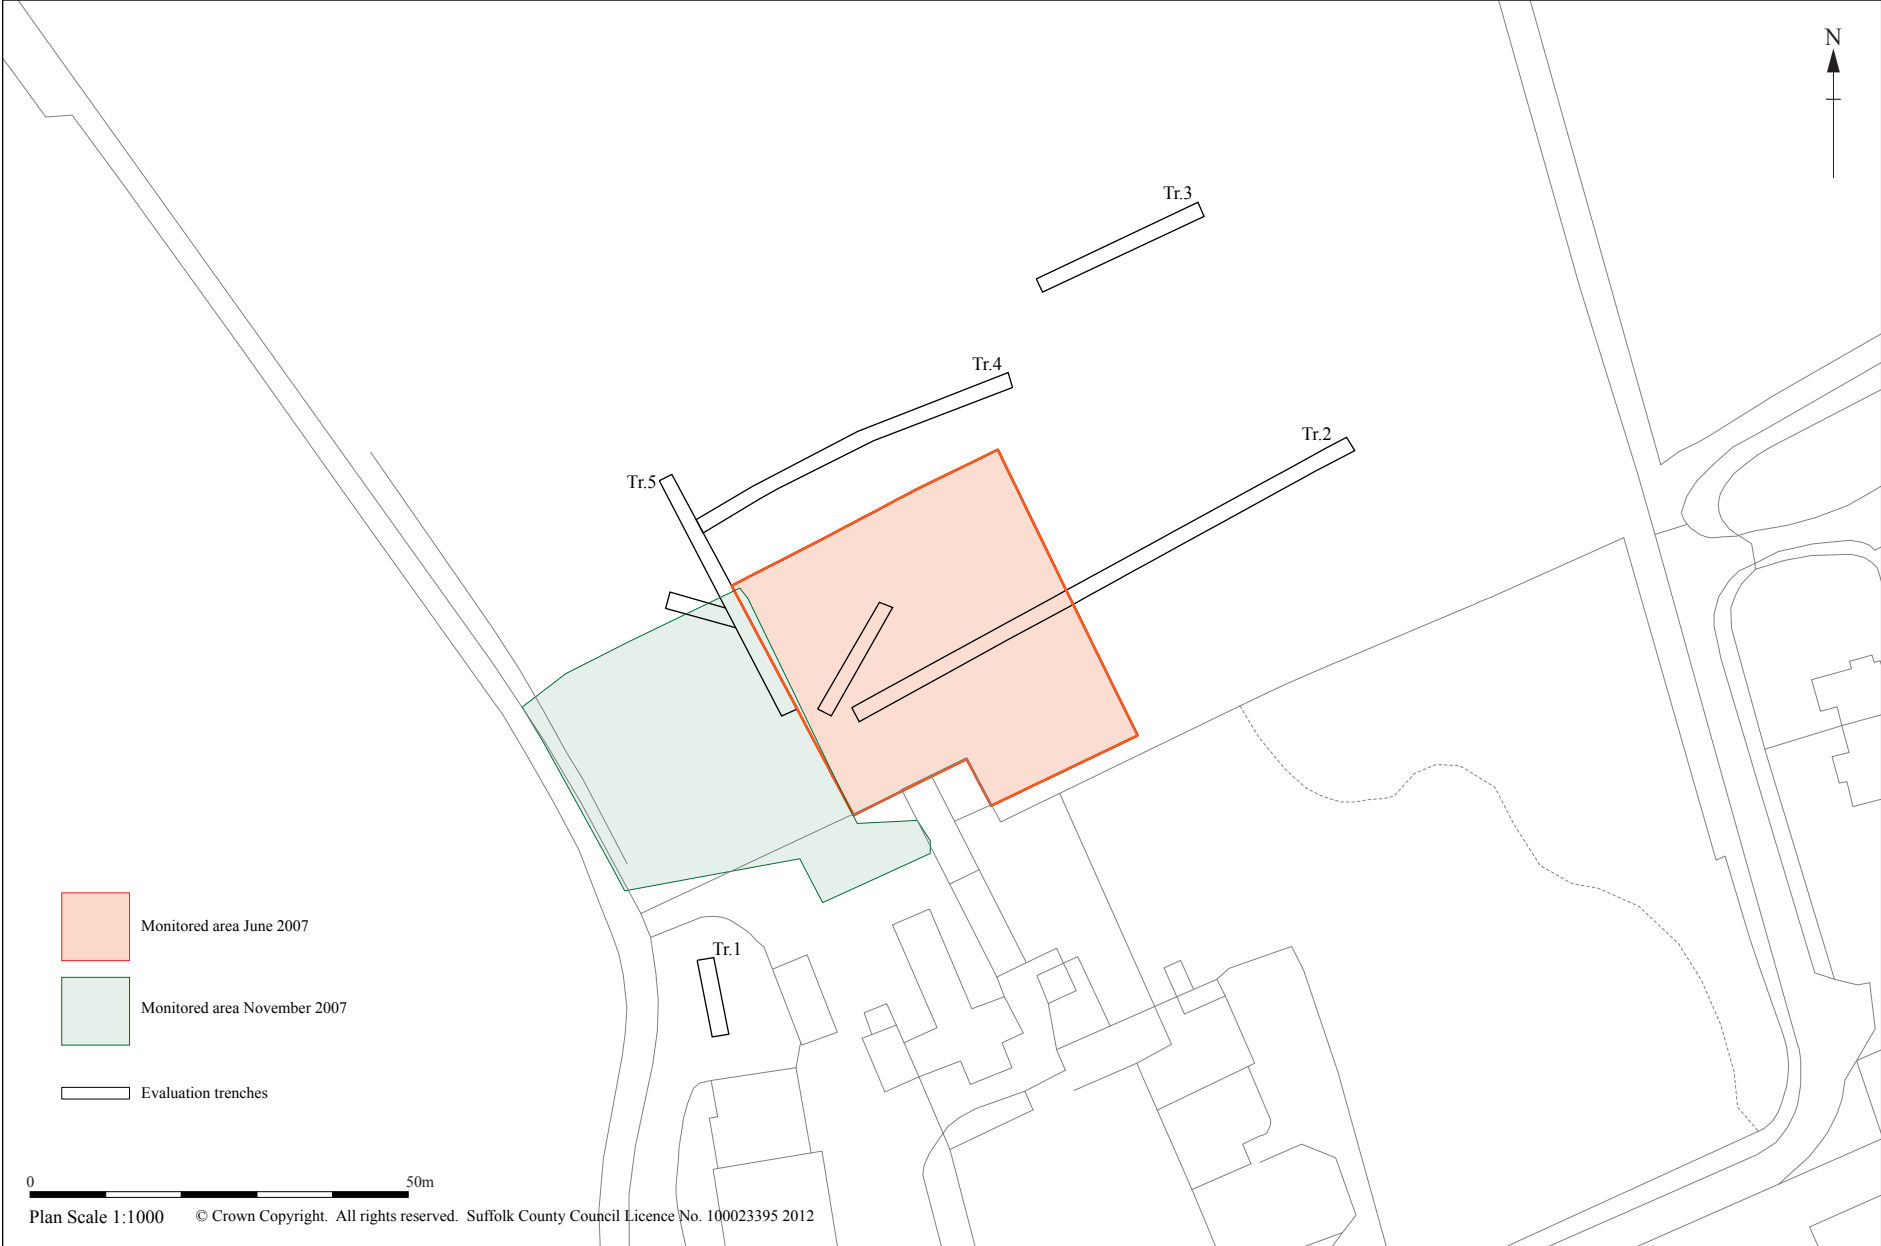 N
Tr.3
Tr.4
Tr.2
Tr.5
Monitored area June 2007
Tr.1
Monitored area November 2007
Evaluation trenches
0 50m
Plan Scale 1:1000 © Crown Copyright. All rights reserved. Suffolk County Council Licence No. 100023395 2012